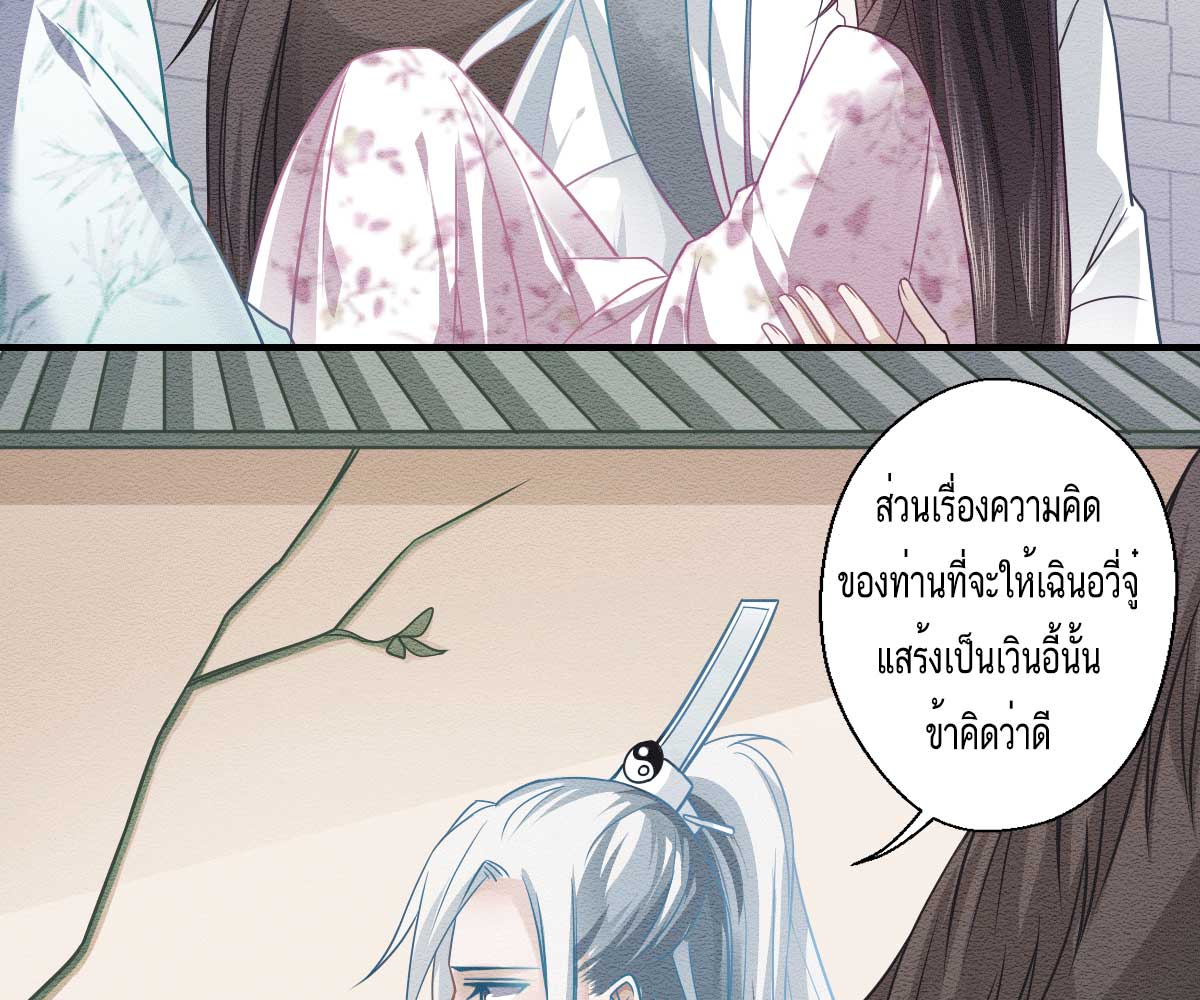 ส่วนเรื่องความคิด
ของท่านที่จะให้เฉินอวี่จู๋
แสร้งเป็นเวินอี้นั้น
ข้าคิดว่าดี